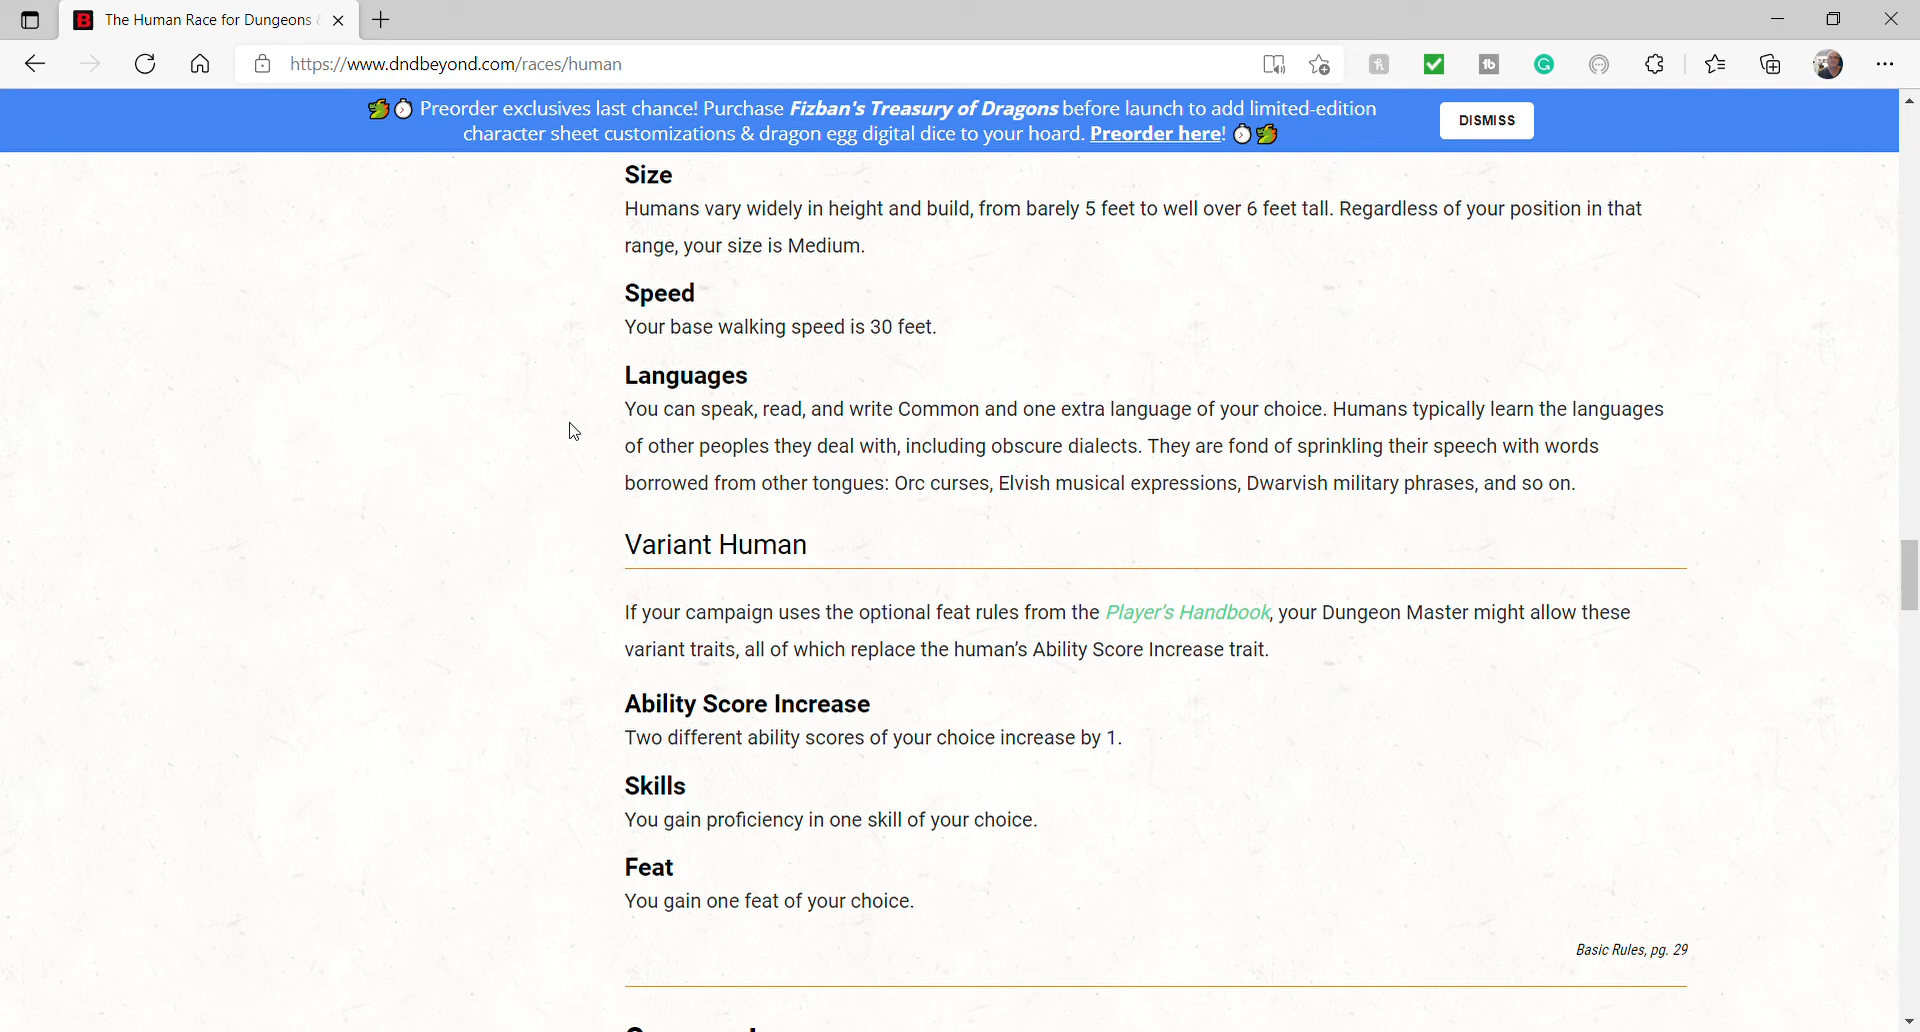 The Human Race for Dungeons
https://www.dndbeyond.com/races/human
Preorder exclusives last chance! Purchase Fizban's Treasury of Dragons before launch to add limited-edition
character sheet customizations & dragon egg digital dice to your hoard. Preorder here!
DISMISS
Size
Humans vary widely in height and build, from barely 5 feet to well over 6 feet tall. Regardless of your position in that
range, your size is Medium.
Speed
Your base walking speed is 30 feet.
Languages
You can speak, read, and write Common and one extra language of your choice. Humans typically learn the languages
of other peoples they deal with, including obscure dialects. They are fond of sprinkling their speech with words
borrowed from other tongues: Orc curses, Elvish musical expressions, Dwarvish military phrases, and so on.
Variant Human
If your campaign uses the optional feat rules from the Player’s Handbook, your Dungeon Master might allow these
variant traits, all of which replace the human’s Ability Score Increase trait.
Ability Score Increase
Two different ability scores of your choice increase by 1.
Skills
You gain proficiency in one skill of your choice.
Feat
You gain one feat of your choice.
Basic Rules, pg. 29